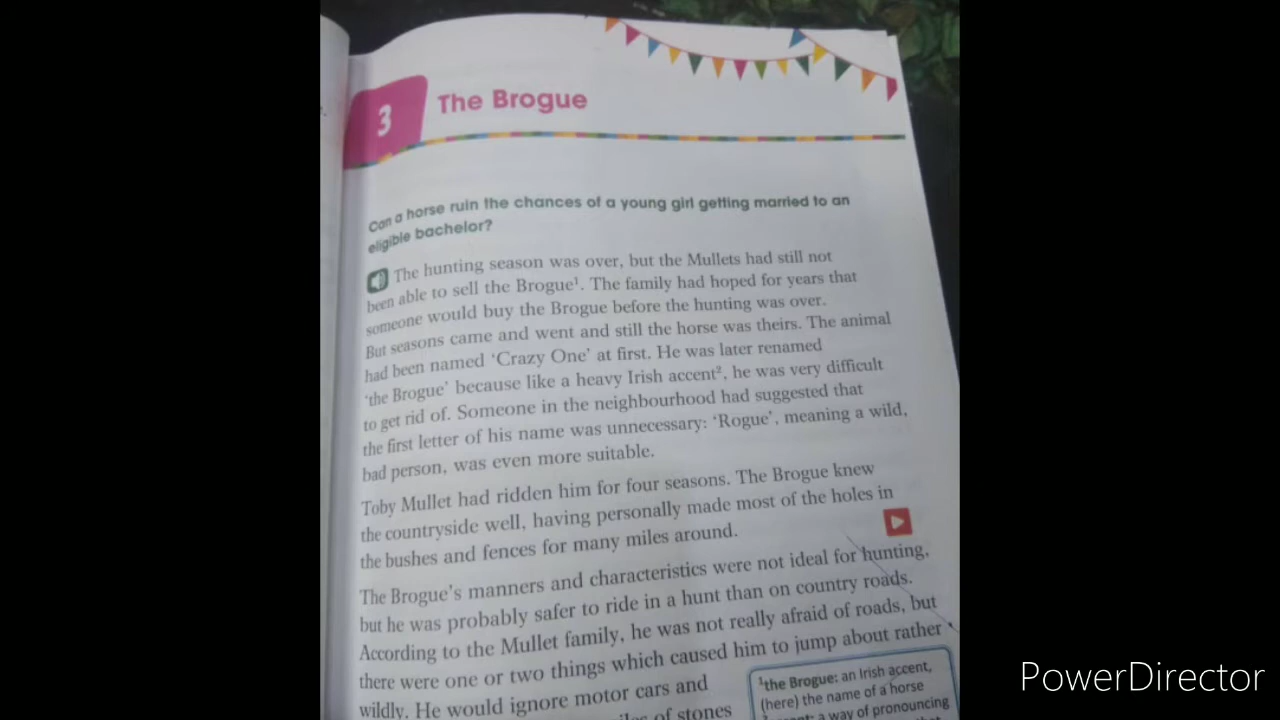 3
The Brogue
Can a horse ruin the chances of a young girl getting married to an
eligible bachelor?
The hunting season was over, but the Mullets had still not
been able to sell the Brogue¹. The family had hoped for years that
someone would buy the Brogue before the hunting was over.
But seasons came and went and still the horse was theirs. The animal
had been named ‘Crazy One’ at first. He was later renamed
‘the Brogue’ because like a heavy Irish accent², he was very difficult
to get rid of. Someone in the neighbourhood had suggested that
the first letter of his name was unnecessary: ‘Rogue’, meaning a wild,
bad person, was even more suitable.
Toby Mullet had ridden him for four seasons. The Brogue knew
the countryside well, having personally made most of the holes in
the bushes and fences for many miles around.
The Brogue’s manners and characteristics were not ideal for hunting,
but he was probably safer to ride in a hunt than on country roads.
According to the Mullet family, he was not really afraid of roads, but
there were one or two things which caused him to jump about rather
wildly. He would ignore motor cars and
of stones
¹the Brogue: an Irish accent,
(here) the name of a horse
a way of pronouncing
PowerDirector